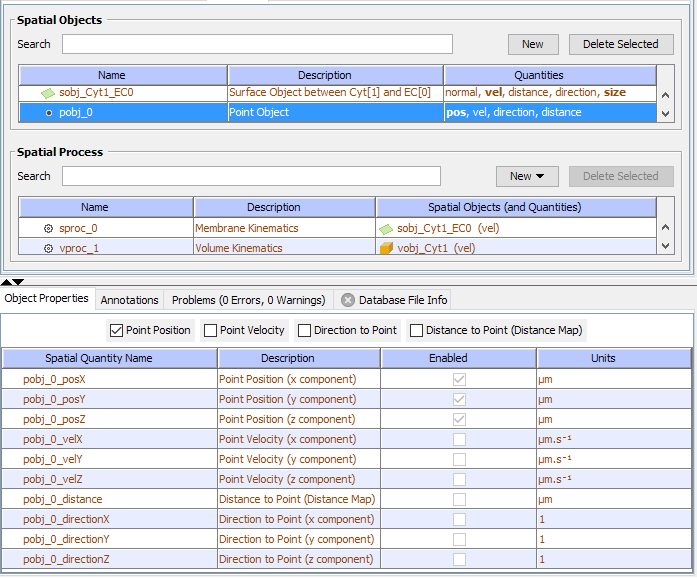 Spatial Objects
Search New Delete Selected
Name Description Quantities
sobj_Cyt1_EC0 Surface Object between Cyt[1] and EC[0] normal, vel, distance, direction, size
pobj_0 Point Object pos, vel, direction, distance
Spatial Process
Search New Delete Selected
Name Description Spatial Objects (and Quantities)
sproc_0 Membrane Kinematics sobj_Cyt1_EC0 (vel)
vproc_1 Volume Kinematics vobj_Cyt1 (vel)
Object Properties Annotations Problems (0 Errors, 0 Warnings) Database File Info
Point Position Point Velocity Direction to Point Distance to Point (Distance Map)
Spatial Quantity Name Description Enabled Units
pobj_0_posX Point Position (x component) µm
pobj_0_posY Point Position (y component) µm
pobj_0_posZ Point Position (z component) µm
pobj_0_velX Point Velocity (x component) µm.s⁻¹
pobj_0_velY Point Velocity (y component) µm.s⁻¹
pobj_0_velZ Point Velocity (z component) µm.s⁻¹
pobj_0_distance Distance to Point (Distance Map) µm
pobj_0_directionX Direction to Point (x component) 1
pobj_0_directionY Direction to Point (y component) 1
pobj_0_directionZ Direction to Point (z component) 1